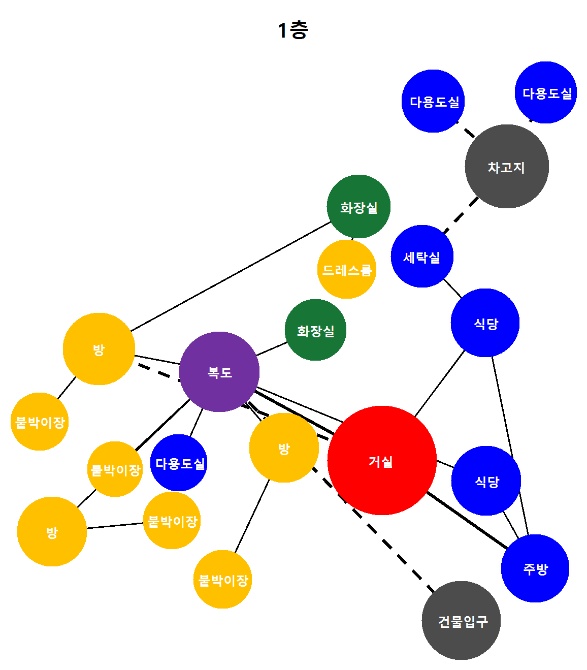 1층
다용도실
다용도실
차고지
화장실
세탁실
드레스룸
식당
화장실
방
복도
붙박이장
방
거실
붙박이장
다용도실
식당
붙박이장
방
주방
붙박이장
건물입구